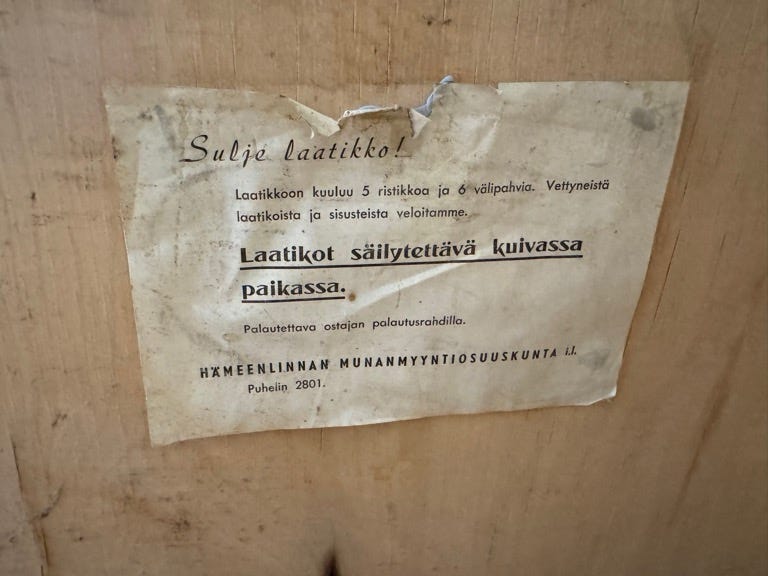 Sulje laatikko!
Laatikkoon kuuluu 5 ristikkoa ja 6 välipahvia. Vettyneistä
laatikoista ja sisusteista veloitamme.
Laatikot säilytettävä kuivassa
paikassa.
Palautettava ostajan palautusrahdilla.
HÄMEENLINNAN MUNANMYYNTIOSUUSKUNTA i.l.
Puhelin 2801.